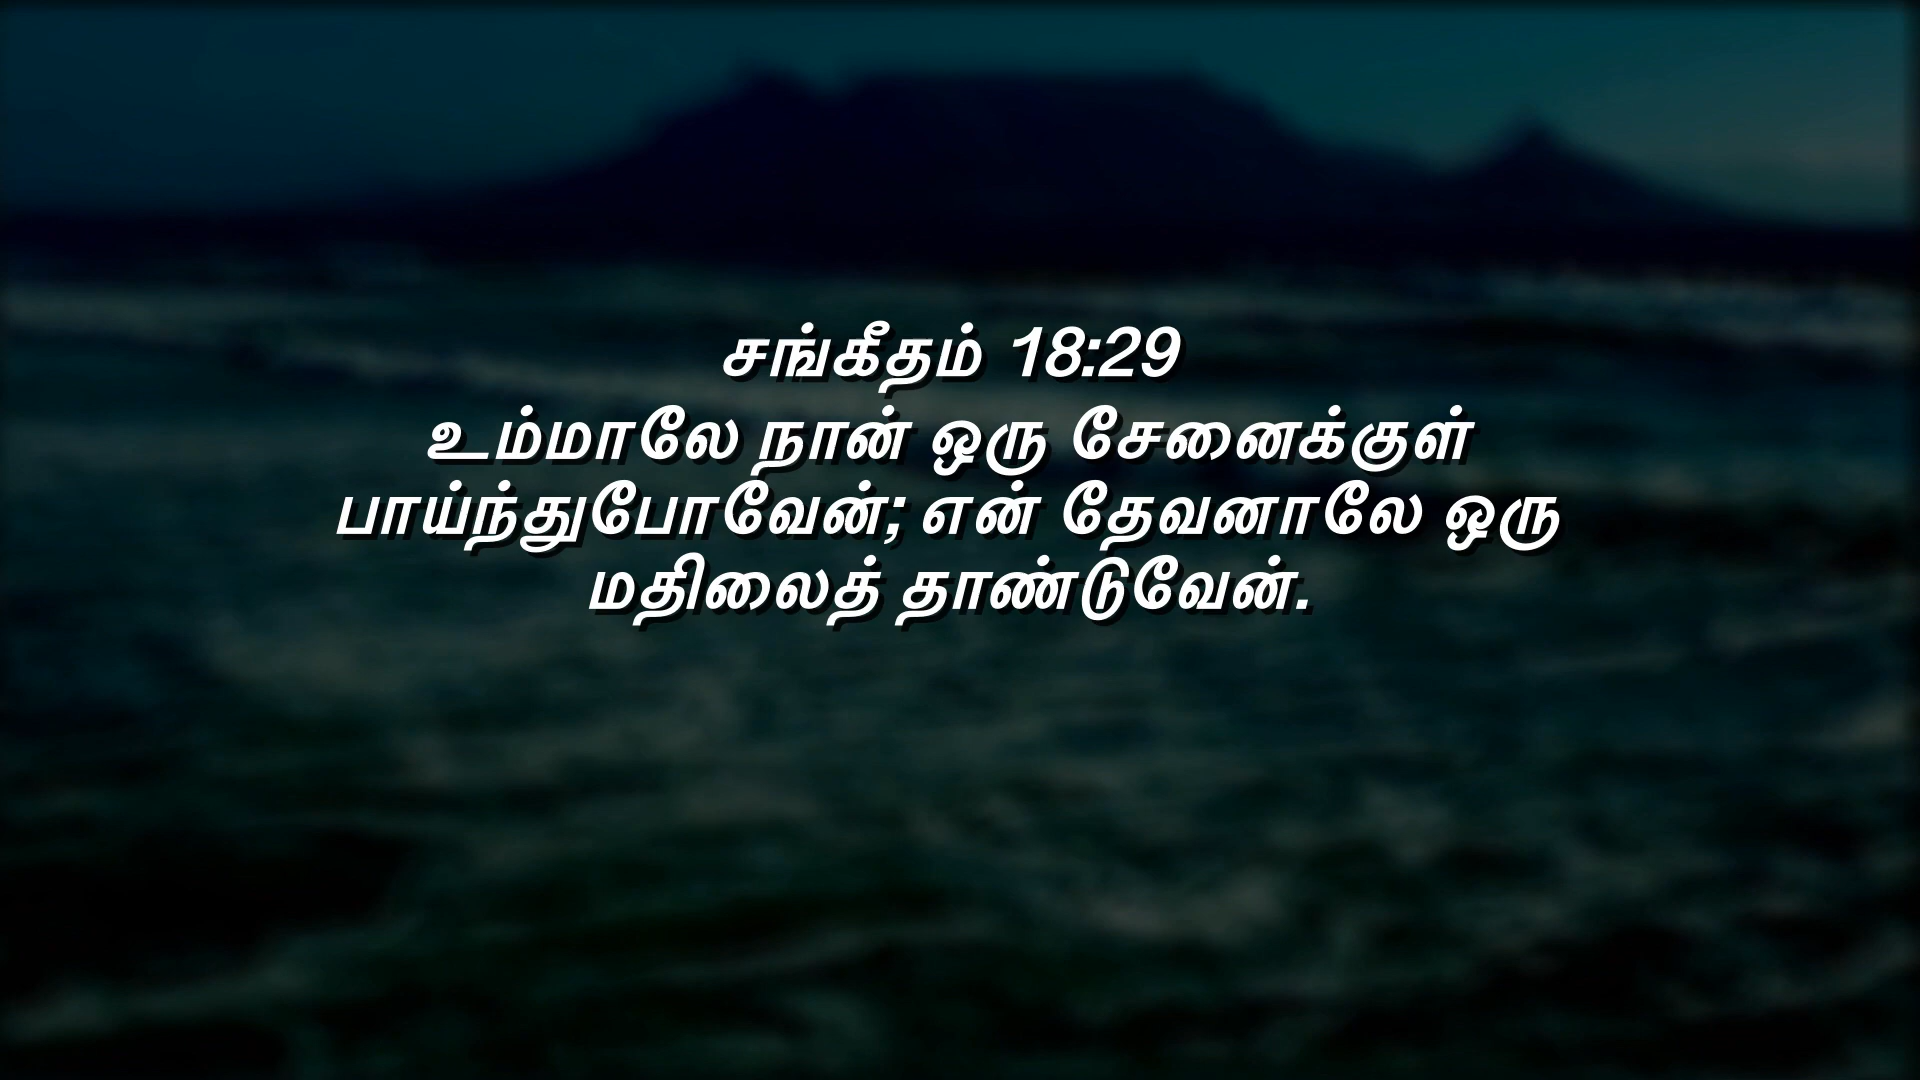 சங்கீதம் 18:29
உம்மாலே நான் ஒரு சேனைக்குள்
பாய்ந்துபோவேன்; என் தேவனாலே ஒரு
மதிலைத் தாண்டுவேன்.